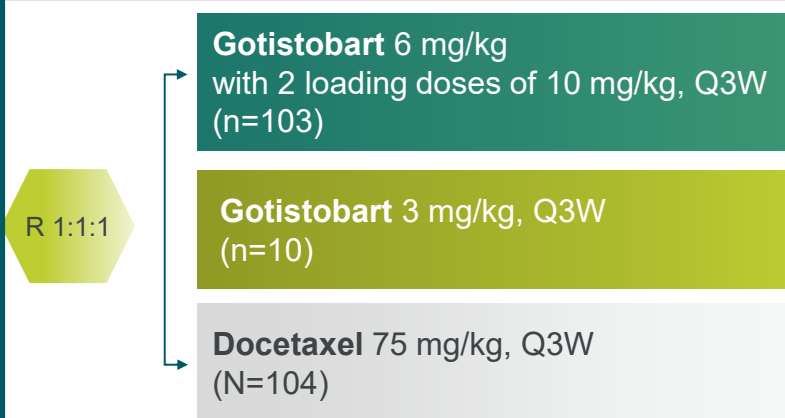 R 1:1:1
Gotistobart 6 mg/kg
with 2 loading doses of 10 mg/kg, Q3W
(n=103)
Gotistobart 3 mg/kg, Q3W
(n=10)
Docetaxel 75 mg/kg, Q3W
(N=104)